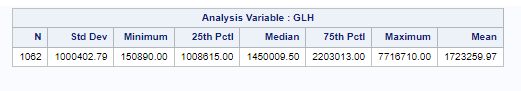 Analysis Variable : GLH
N Std Dev Minimum 25th Pctl Median 75th Pctl Maximum Mean
1062 1000402.79 150890.00 1008615.00 1450009.50 2203013.00 7716710.00 1723259.97